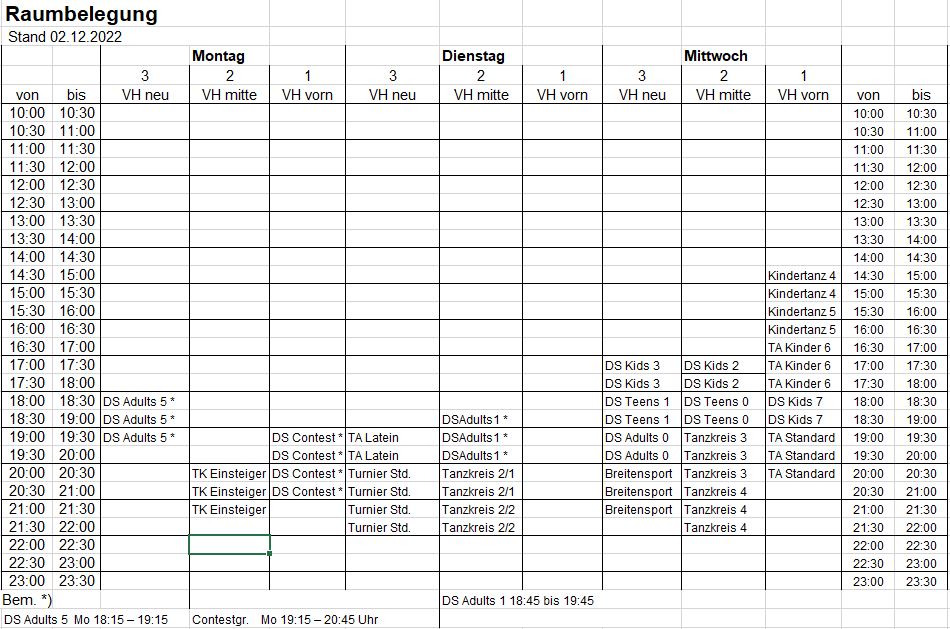 Raumbelegung
Stand 02.12.2022
Montag Dienstag Mittwoch
3 2 1 3 2 1 3 2 1
von bis VH neu VH mitte VH vorn VH neu VH mitte VH vorn VH neu VH mitte VH vorn von bis
10:00 10:30 10:00 10:30
10:30 11:00 10:30 11:00
11:00 11:30 11:00 11:30
11:30 12:00 11:30 12:00
12:00 12:30 12:00 12:30
12:30 13:00 12:30 13:00
13:00 13:30 13:00 13:30
13:30 14:00 13:30 14:00
14:00 14:30 14:00 14:30
14:30 15:00 Kindertanz 4 14:30 15:00
15:00 15:30 Kindertanz 4 15:00 15:30
15:30 16:00 Kindertanz 5 15:30 16:00
16:00 16:30 Kindertanz 5 16:00 16:30
16:30 17:00 TA Kinder 6 16:30 17:00
17:00 17:30 DS Kids 3 DS Kids 2 TA Kinder 6 17:00 17:30
17:30 18:00 DS Kids 3 DS Kids 2 TA Kinder 6 17:30 18:00
18:00 18:30 DS Adults 5 * DS Teens 1 DS Teens 0 DS Kids 7 18:00 18:30
18:30 19:00 DS Adults 5 * DSAdults1 * DS Teens 1 DS Teens 0 DS Kids 7 18:30 19:00
19:00 19:30 DS Adults 5 * DS Contest * TA Latein DSAdults1 * DS Adults 0 Tanzkreis 3 TA Standard 19:00 19:30
19:30 20:00 DS Contest * TA Latein DSAdults1 * DS Adults 0 Tanzkreis 3 TA Standard 19:30 20:00
20:00 20:30 TK Einsteiger DS Contest * Turnier Std. Tanzkreis 2/1 Breitensport Tanzkreis 3 TA Standard 20:00 20:30
20:30 21:00 TK Einsteiger DS Contest * Turnier Std. Tanzkreis 2/1 Breitensport Tanzkreis 4 20:30 21:00
21:00 21:30 TK Einsteiger Turnier Std. Tanzkreis 2/2 Breitensport Tanzkreis 4 21:00 21:30
21:30 22:00 Turnier Std. Tanzkreis 2/2 Tanzkreis 4 21:30 22:00
22:00 22:30 22:00 22:30
22:30 23:00 22:30 23:00
23:00 23:30 23:00 23:30
Bem. *) DS Adults 1 18:45 bis 19:45
DS Adults 5 Mo 18:15 – 19:15 Contestgr. Mo 19:15 – 20:45 Uhr